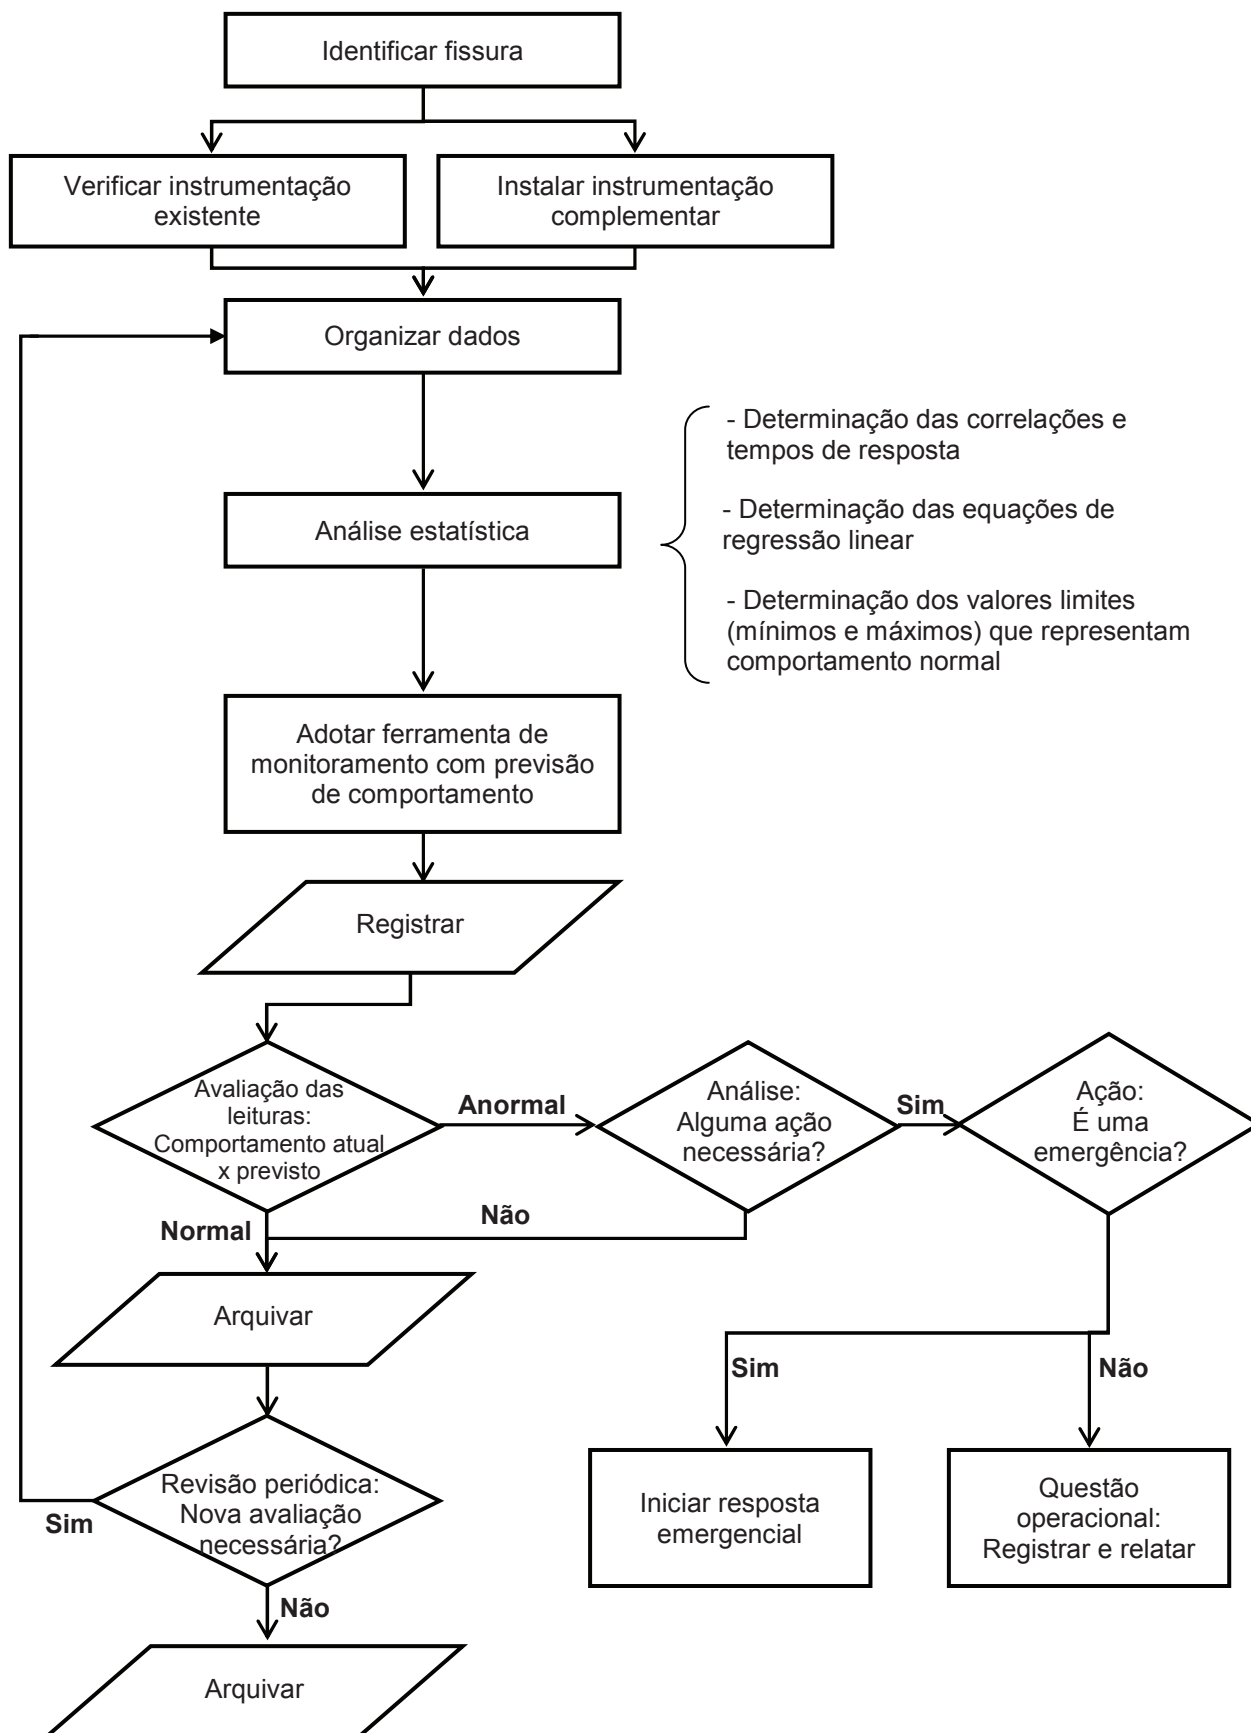 Identificar fissura
Verificar instrumentação
existente
Instalar instrumentação
complementar
Organizar dados
- Determinação das correlações e
tempos de resposta
- Determinação das equações de
regressão linear
- Determinação dos valores limites
(mínimos e máximos) que representam
comportamento normal
Análise estatística
Adotar ferramenta de
monitoramento com previsão
de comportamento
Registrar
Avaliação das
leituras:
Comportamento atual
x previsto
Anormal
Análise:
Alguma ação
necessária?
Sim
Ação:
É uma
emergência?
Normal
Não
Arquivar
Sim
Não
Revisão periódica:
Nova avaliação
necessária?
Sim
Iniciar resposta
emergencial
Questão
operacional:
Registrar e relatar
Não
Arquivar